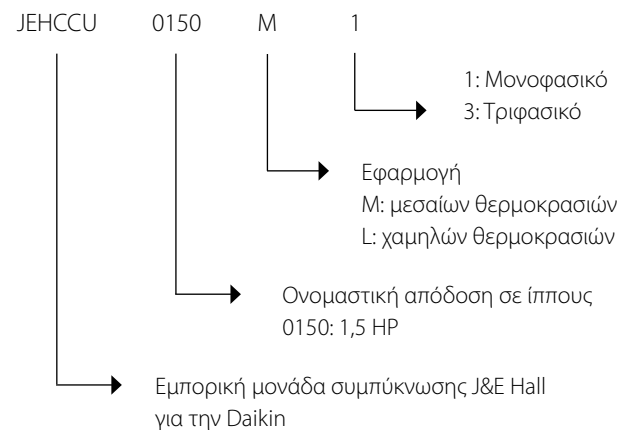 JEHCCU 0150 M 1
1: Μονοφασικό
3: Τριφασικό
Εφαρμογή
M: μεσαίων θερμοκρασιών
L: χαμηλών θερμοκρασιών
Ονομαστική απόδοση σε ίππους
0150: 1,5 HP
Εμπορική μονάδα συμπύκνωσης J&E Hall
για την Daikin